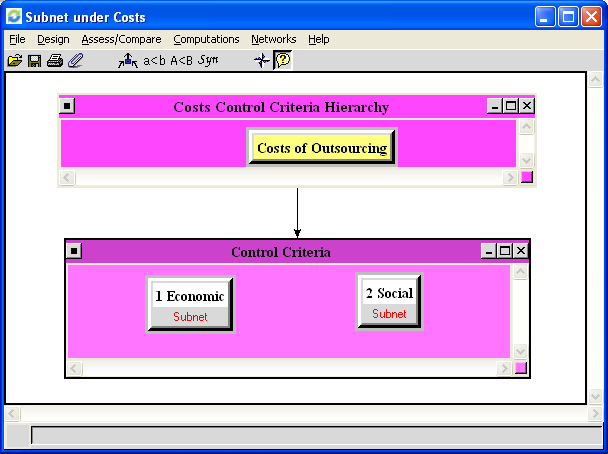 Subnet under Costs
File Design Assess/Compare Computations Networks Help
a<b A<B Syn ?
Costs Control Criteria Hierarchy
Costs of Outsourcing
Control Criteria
1 Economic 2 Social
Subnet Subnet